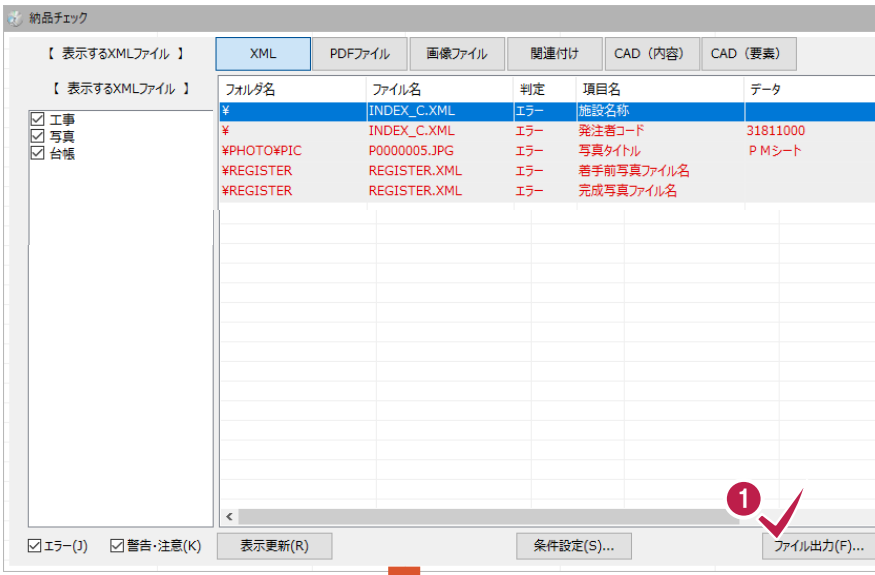 納品チェック
【 表示するXMLファイル 】 XML PDFファイル 画像ファイル 関連付け CAD（内容） CAD（要素）
【 表示するXMLファイル 】
工事
写真
台帳
フォルダ名 ファイル名 判定 項目名 データ
¥ INDEX_C.XML エラー 施設名称
¥ INDEX_C.XML エラー 発注者コード 31811000
¥PHOTO¥PIC P0000005.JPG エラー 写真タイトル ＰＭシート
¥REGISTER REGISTER.XML エラー 着手前写真ファイル名
¥REGISTER REGISTER.XML エラー 完成写真ファイル名
1
エラー(J) 警告・注意(K) 表示更新(R) 条件設定(S)... ファイル出力(F)...